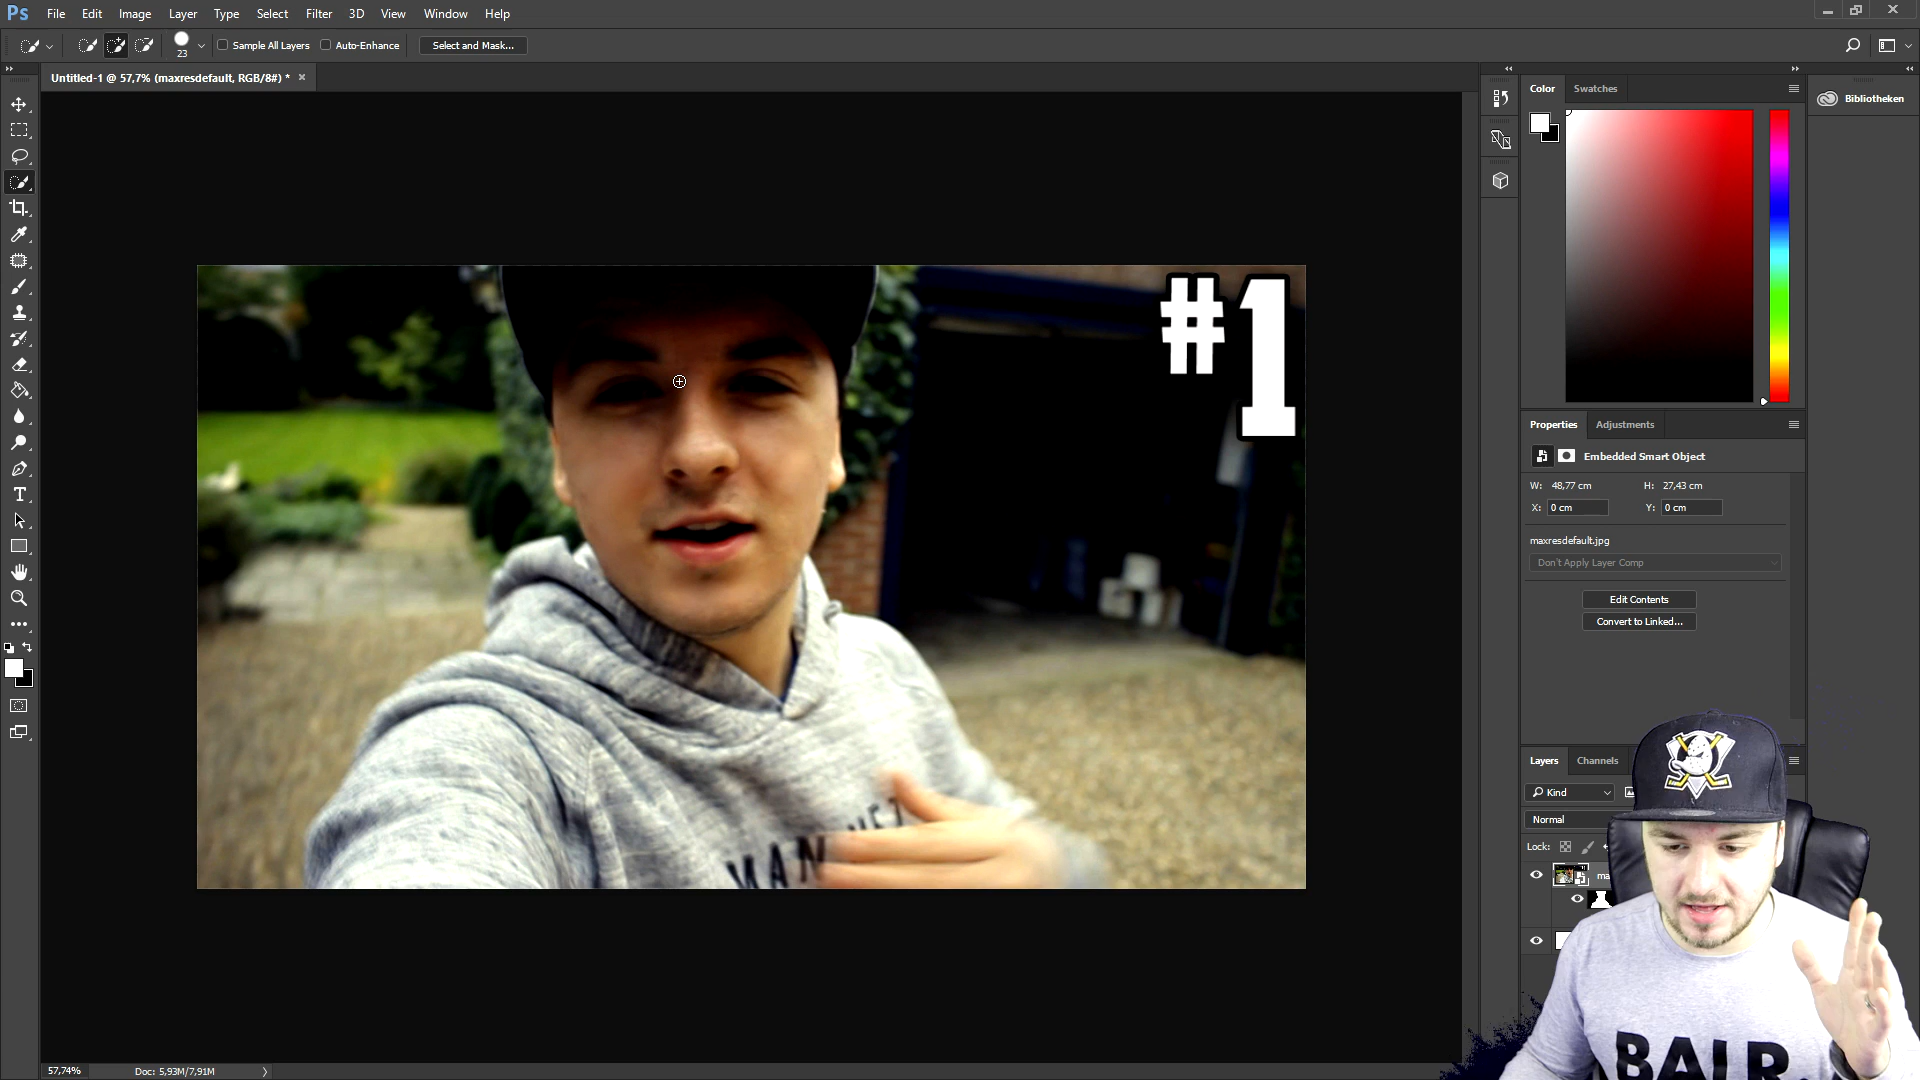 Ps File Edit Image Layer Type Select Filter 3D View Window Help
23 Sample All Layers Auto-Enhance Select and Mask...
Untitled-1 @ 57,7% (maxresdefault, RGB/8#) * ×
Color Swatches
Bibliotheken
#1
Properties Adjustments
Embedded Smart Object
W: 48,77 cm H: 27,43 cm
X: 0 cm Y: 0 cm
maxresdefault.jpg
Don't Apply Layer Comp
Edit Contents
Convert to Linked...
Layers Channels
Kind
Normal
Lock:
ma
MAN
BALR.
57,74% Doc: 5,93M/7,91M